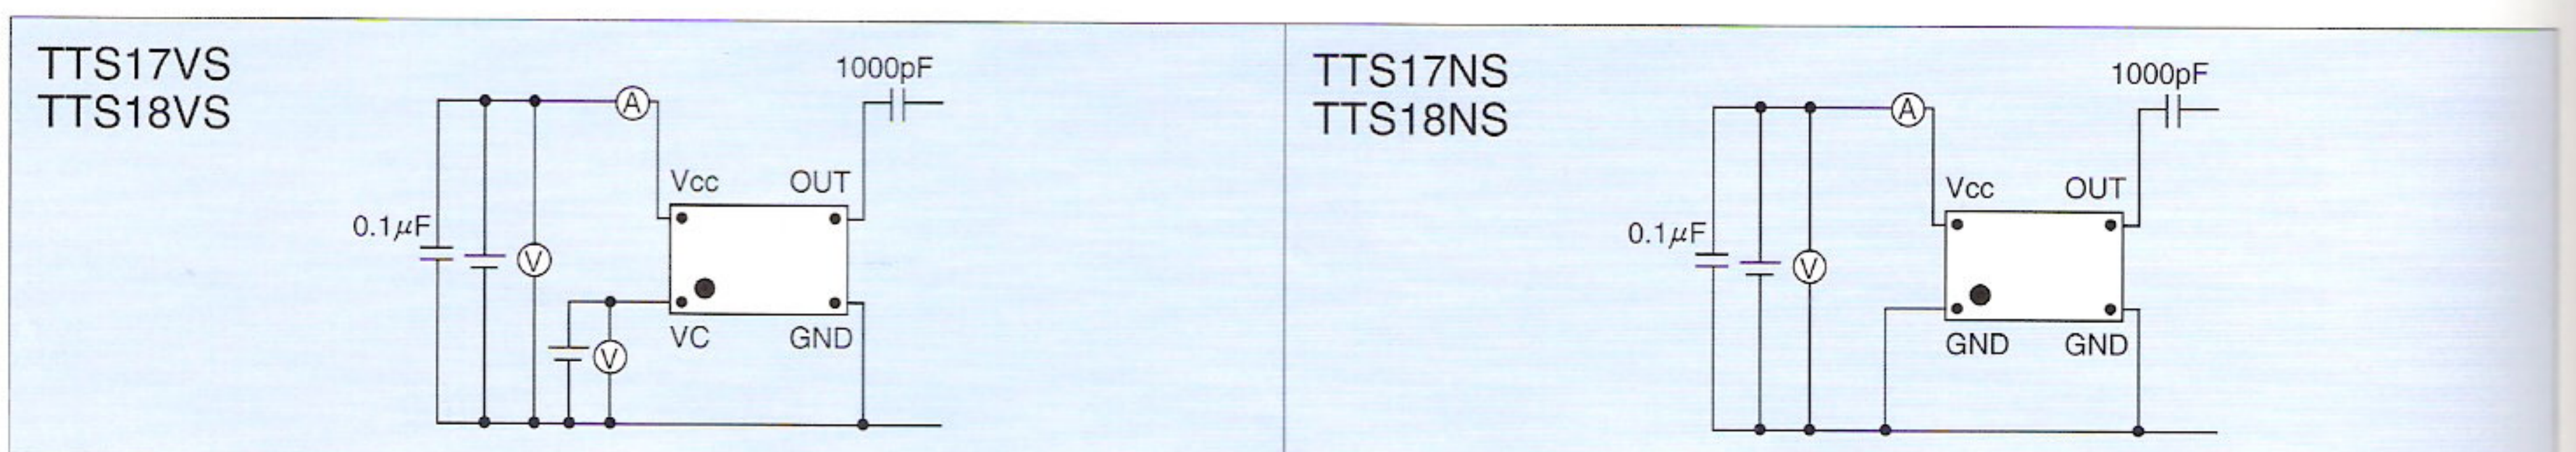 TTS17VS
TTS18VS
1000pF
A
Vcc OUT
0.1μF
V
VC GND
V
TTS17NS
TTS18NS
1000pF
A
Vcc OUT
0.1μF
V
GND GND